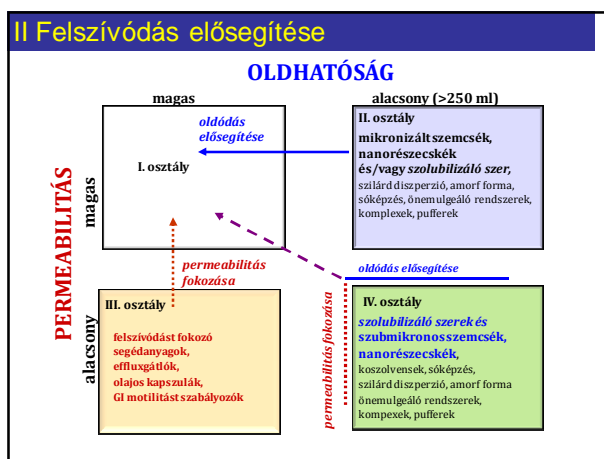 II Felszívódás elősegítése
OLDHATÓSÁG
magas
alacsony (>250 ml)
PERMEABILITÁS
magas
alacsony
oldódás
elősegítése
I. osztály
II. osztály
mikronizált szemcsék,
nanorészecskék
és/vagy szolubilizáló szer,
szilárd diszperzió, amorf forma,
sóképzés, önemulgeáló rendszerek,
komplexek, pufferek
permeabilitás
fokozása
oldódás elősegítése
permeabilitás fokozása
III. osztály
felszívódást fokozó
segédanyagok,
effluxgátlók,
olajos kapszulák,
GI motilitást szabályozók
IV. osztály
szolubilizáló szerek és
szubmikronos szemcsék,
nanorészecskék,
koszolvensek, sóképzés,
szilárd diszperzió, amorf forma
önemulgeáló rendszerek,
kompexek, pufferek